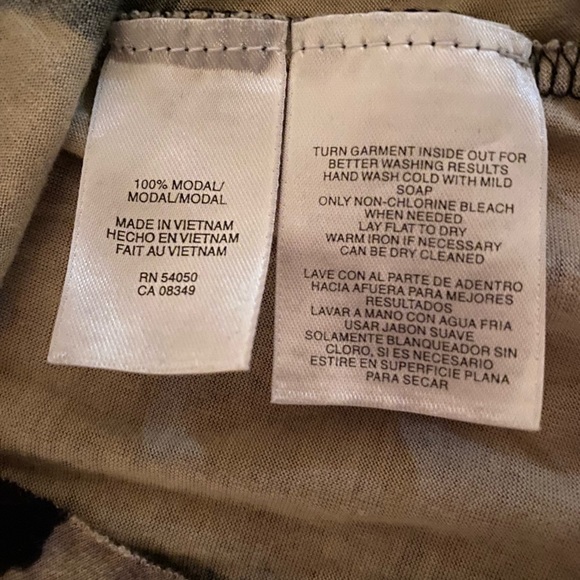 100% MODAL/
MODAL/MODAL
MADE IN VIETNAM
HECHO EN VIETNAM
FAIT AU VIETNAM
RN 54050
CA 08349
TURN GARMENT INSIDE OUT FOR
BETTER WASHING RESULTS
HAND WASH COLD WITH MILD
SOAP
ONLY NON-CHLORINE BLEACH
WHEN NEEDED
LAY FLAT TO DRY
WARM IRON IF NECESSARY
CAN BE DRY CLEANED
LAVE CON AL PARTE DE ADENTRO
HACIA AFUERA PARA MEJORES
RESULTADOS
LAVAR A MANO CON AGUA FRIA
USAR JABON SUAVE
SOLAMENTE BLANQUEADOR SIN
CLORO, SI ES NECESARIO
ESTIRE EN SUPERFICIE PLANA
PARA SECAR